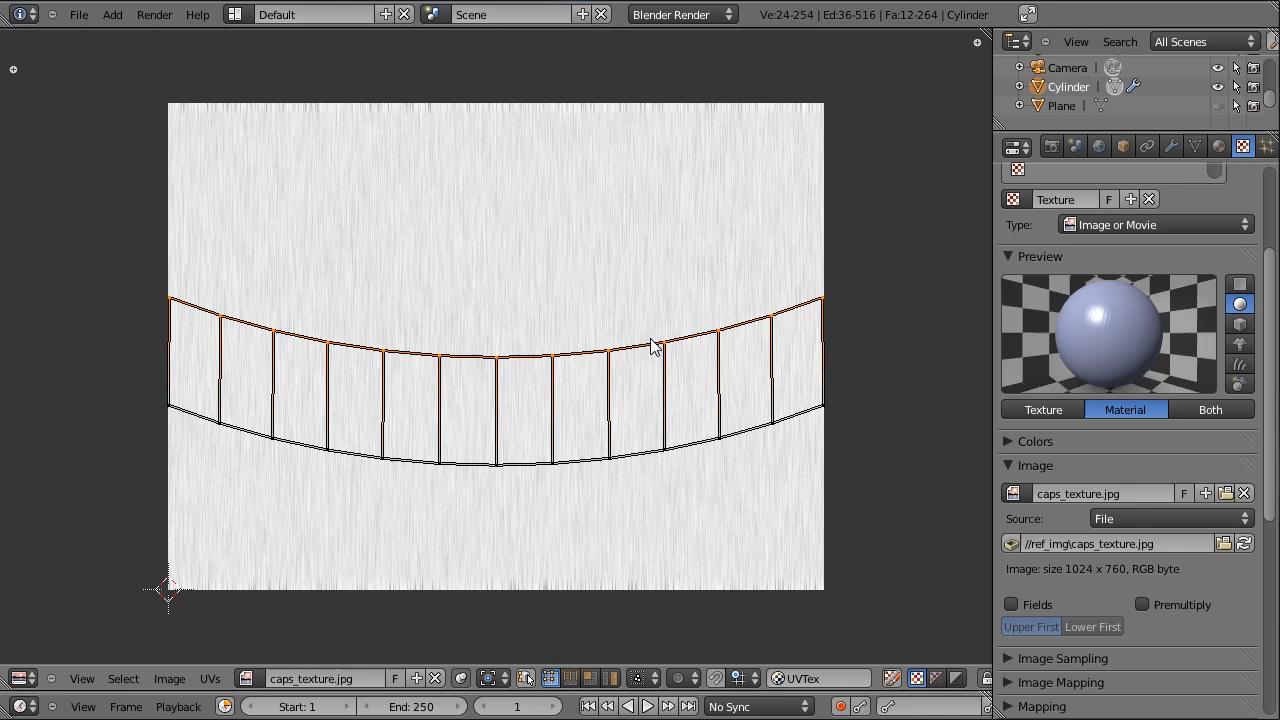 File Add Render Help Default Scene Blender Render Ve:24-254 | Ed:36-516 | Fa:12-264 | Cylinder
View Search All Scenes
Camera
Cylinder
Plane
Texture F
Type: Image or Movie
Preview
Texture Material Both
Colors
Image
caps_texture.jpg F
Source: File
//ref_img\caps_texture.jpg
Image: size 1024 x 760, RGB byte
Fields Premultiply
Upper First Lower First
Image Sampling
Image Mapping
Mapping
View Select Image UVs caps_texture.jpg F UVTex
View Frame Playback Start: 1 End: 250 1 No Sync